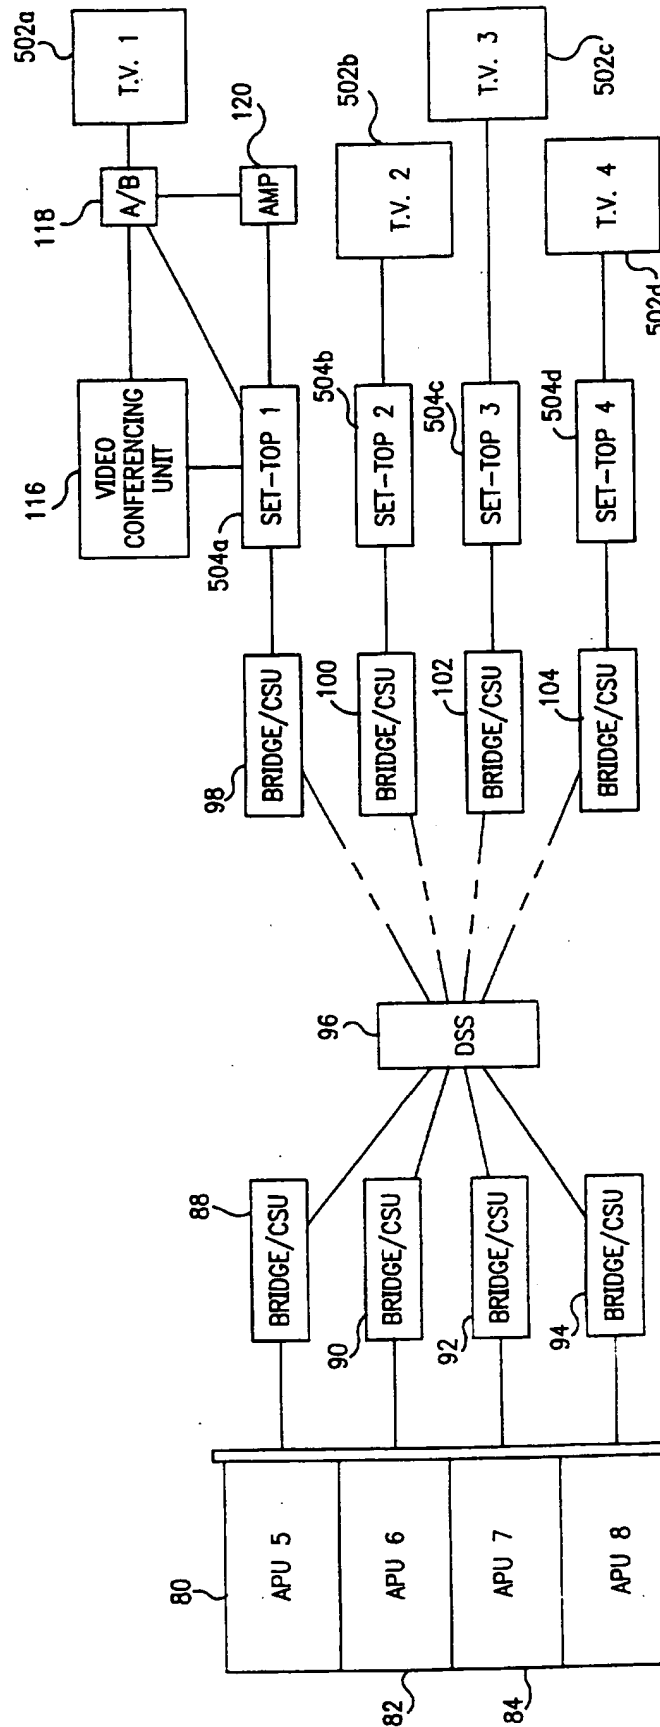 80
APU 5
82
APU 6
84
APU 7
APU 8
88
BRIDGE/CSU
90
BRIDGE/CSU
92
BRIDGE/CSU
94
BRIDGE/CSU
96
DSS
98
BRIDGE/CSU
100
BRIDGE/CSU
102
BRIDGE/CSU
104
BRIDGE/CSU
116
VIDEO
CONFERENCING
UNIT
504a
SET-TOP 1
504b
SET-TOP 2
504c
SET-TOP 3
504d
SET-TOP 4
118
A/B
120
AMP
502a
T.V. 1
502b
T.V. 2
T.V. 3
502c
T.V. 4
502d